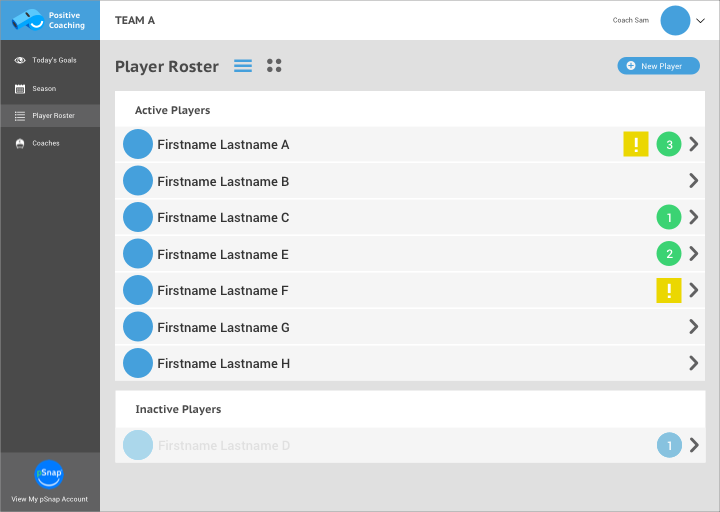 Positive
Coaching
TEAM A
Coach Sam
Today's Goals
Season
Player Roster
Coaches
Player Roster
New Player
Active Players
Firstname Lastname A
! 3
Firstname Lastname B
Firstname Lastname C
1
Firstname Lastname E
2
Firstname Lastname F
!
Firstname Lastname G
Firstname Lastname H
Inactive Players
Firstname Lastname D
1
pSnap
View My pSnap Account